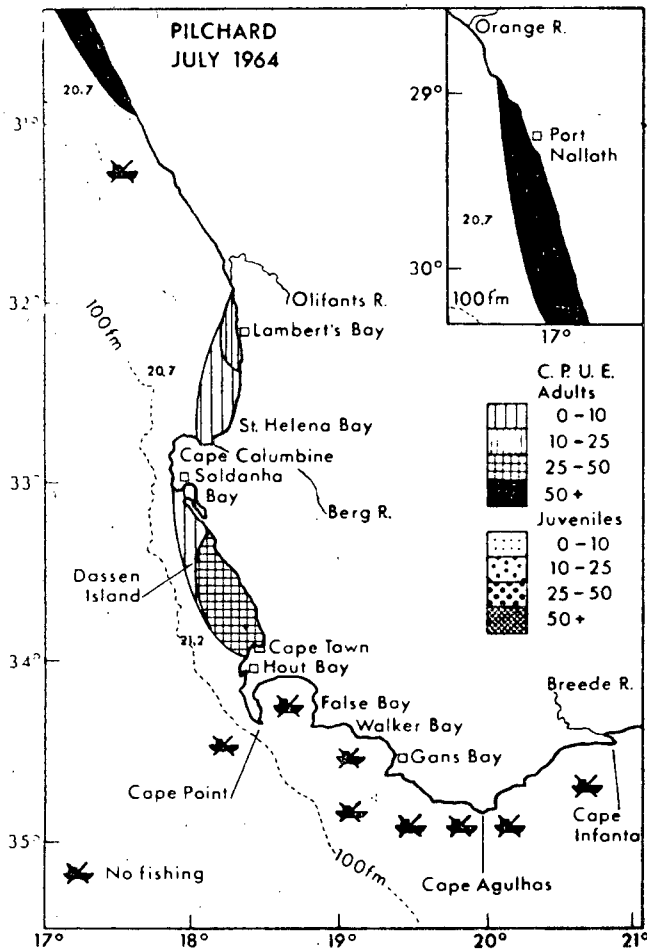 PILCHARD
JULY 1964
Orange R.
29°
Port
Nallath
20.7
30°
100fm
17°
20.7
31°
32°
Olifants R.
100fm
Lambert's Bay
20.7
St. Helena Bay
Cape Columbine
Saldanha
Bay
33°
Berg R.
Dassen
Island
21.2
Cape Town
34°
Hout Bay
False Bay
Walker Bay
Breede R.
Gans Bay
Cape Point
Cape
Infanta
35°
100fm
No fishing
Cape Agulhas
17°
18°
19°
20°
21°
C. P. U. E.
Adults
0-10
10-25
25-50
50+
Juveniles
0-10
10-25
25-50
50+